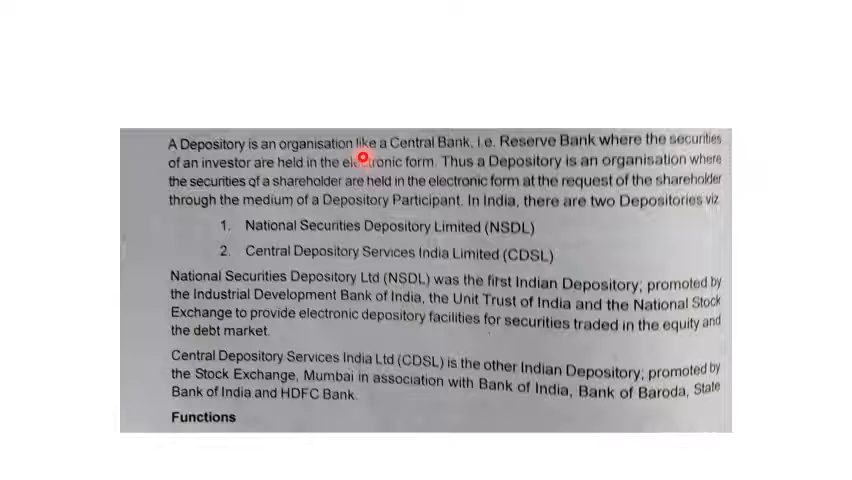 A Depository is an organisation like a Central Bank, i.e. Reserve Bank where the securities
of an investor are held in the electronic form. Thus a Depository is an organisation where
the securities of a shareholder are held in the electronic form at the request of the shareholder
through the medium of a Depository Participant. In India, there are two Depositories viz
1. National Securities Depository Limited (NSDL)
2. Central Depository Services India Limited (CDSL)
National Securities Depository Ltd (NSDL) was the first Indian Depository; promoted by
the Industrial Development Bank of India, the Unit Trust of India and the National Stock
Exchange to provide electronic depository facilities for securities traded in the equity and
the debt market.
Central Depository Services India Ltd (CDSL) is the other Indian Depository; promoted by
the Stock Exchange, Mumbai in association with Bank of India, Bank of Baroda, State
Bank of India and HDFC Bank.
Functions